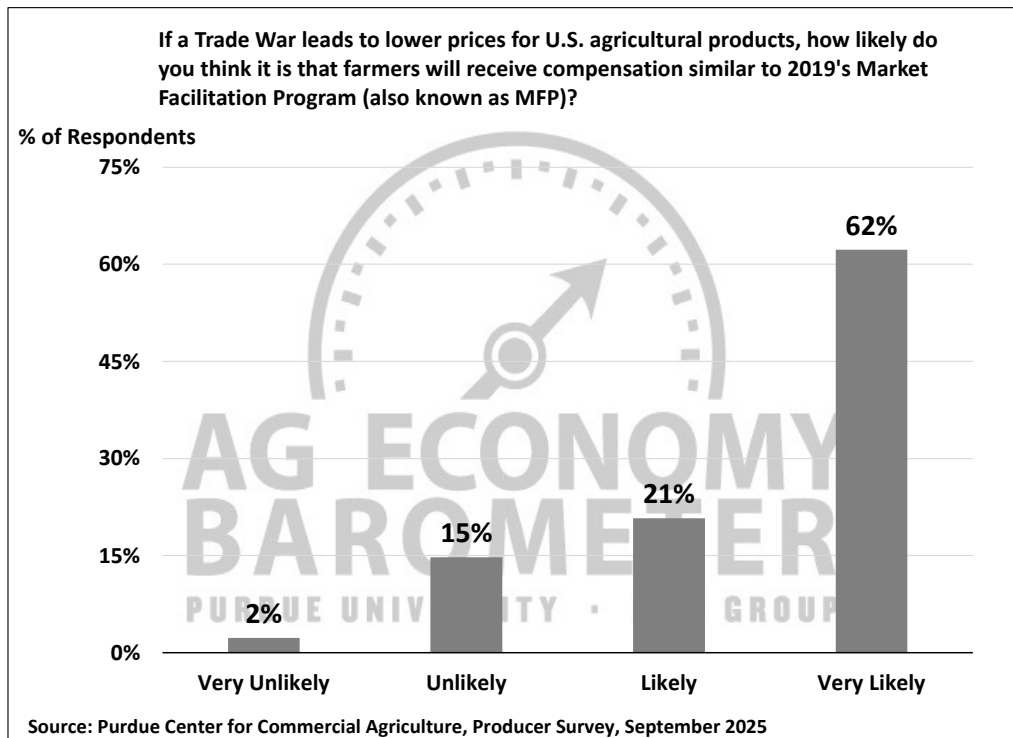 If a Trade War leads to lower prices for U.S. agricultural products, how likely do
you think it is that farmers will receive compensation similar to 2019's Market
Facilitation Program (also known as MFP)?
% of Respondents
75%
60%
45%
30%
15%
0%
2%
15%
21%
62%
Very Unlikely
Unlikely
Likely
Very Likely
AG ECONOMY
BAROMETER
PURDUE · GROUP
Source: Purdue Center for Commercial Agriculture, Producer Survey, September 2025